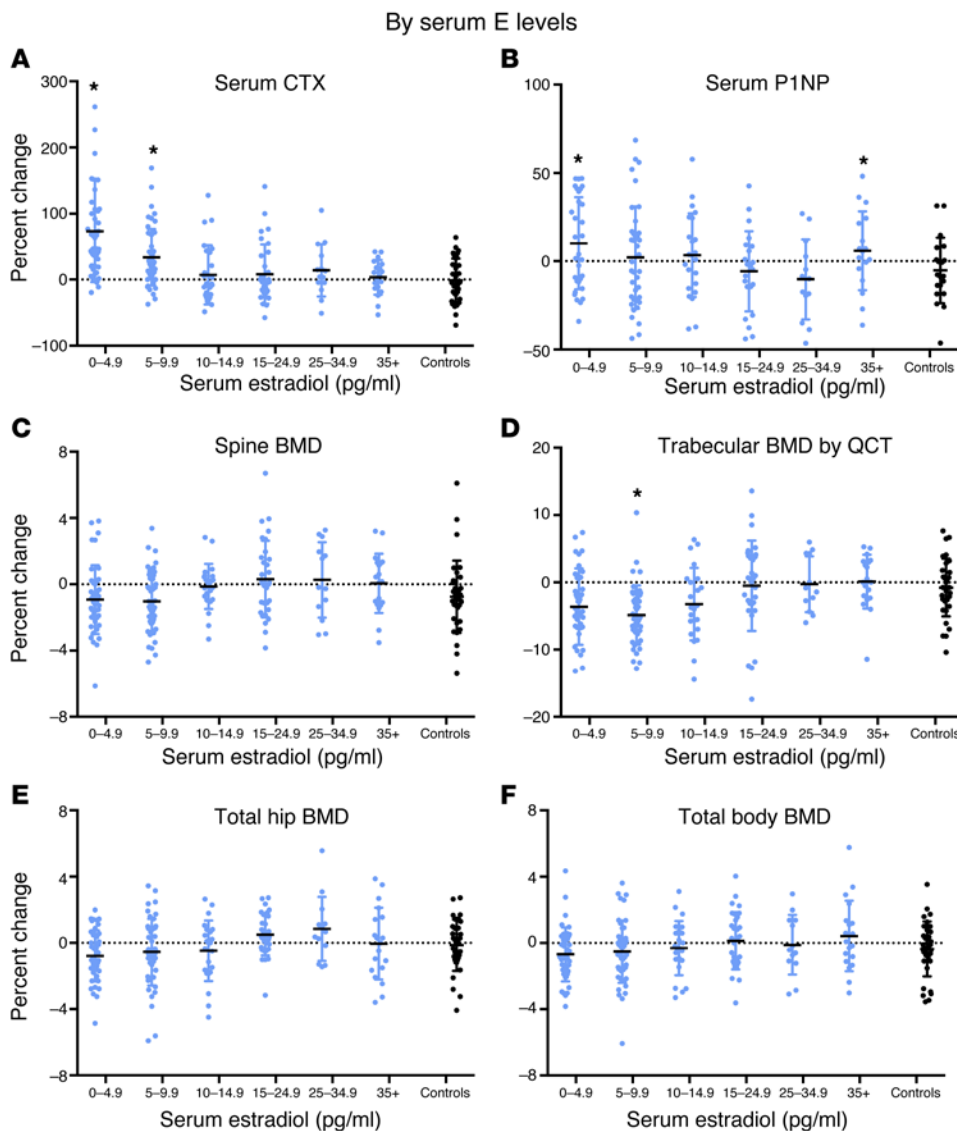 By serum E levels
A
Serum CTX
*
*
300
200
100
0
–100
Percent change
0–4.9 5–9.9 10–14.9 15–24.9 25–34.9 35+ Controls
Serum estradiol (pg/ml)
B
Serum P1NP
*
*
100
50
0
–50
0–4.9 5–9.9 10–14.9 15–24.9 25–34.9 35+ Controls
Serum estradiol (pg/ml)
C
Spine BMD
8
4
0
–4
–8
Percent change
0–4.9 5–9.9 10–14.9 15–24.9 25–34.9 35+ Controls
Serum estradiol (pg/ml)
D
Trabecular BMD by QCT
*
20
10
0
–10
–20
0–4.9 5–9.9 10–14.9 15–24.9 25–34.9 35+ Controls
Serum estradiol (pg/ml)
E
Total hip BMD
8
4
0
–4
–8
Percent change
0–4.9 5–9.9 10–14.9 15–24.9 25–34.9 35+ Controls
Serum estradiol (pg/ml)
F
Total body BMD
8
4
0
–4
–8
0–4.9 5–9.9 10–14.9 15–24.9 25–34.9 35+ Controls
Serum estradiol (pg/ml)